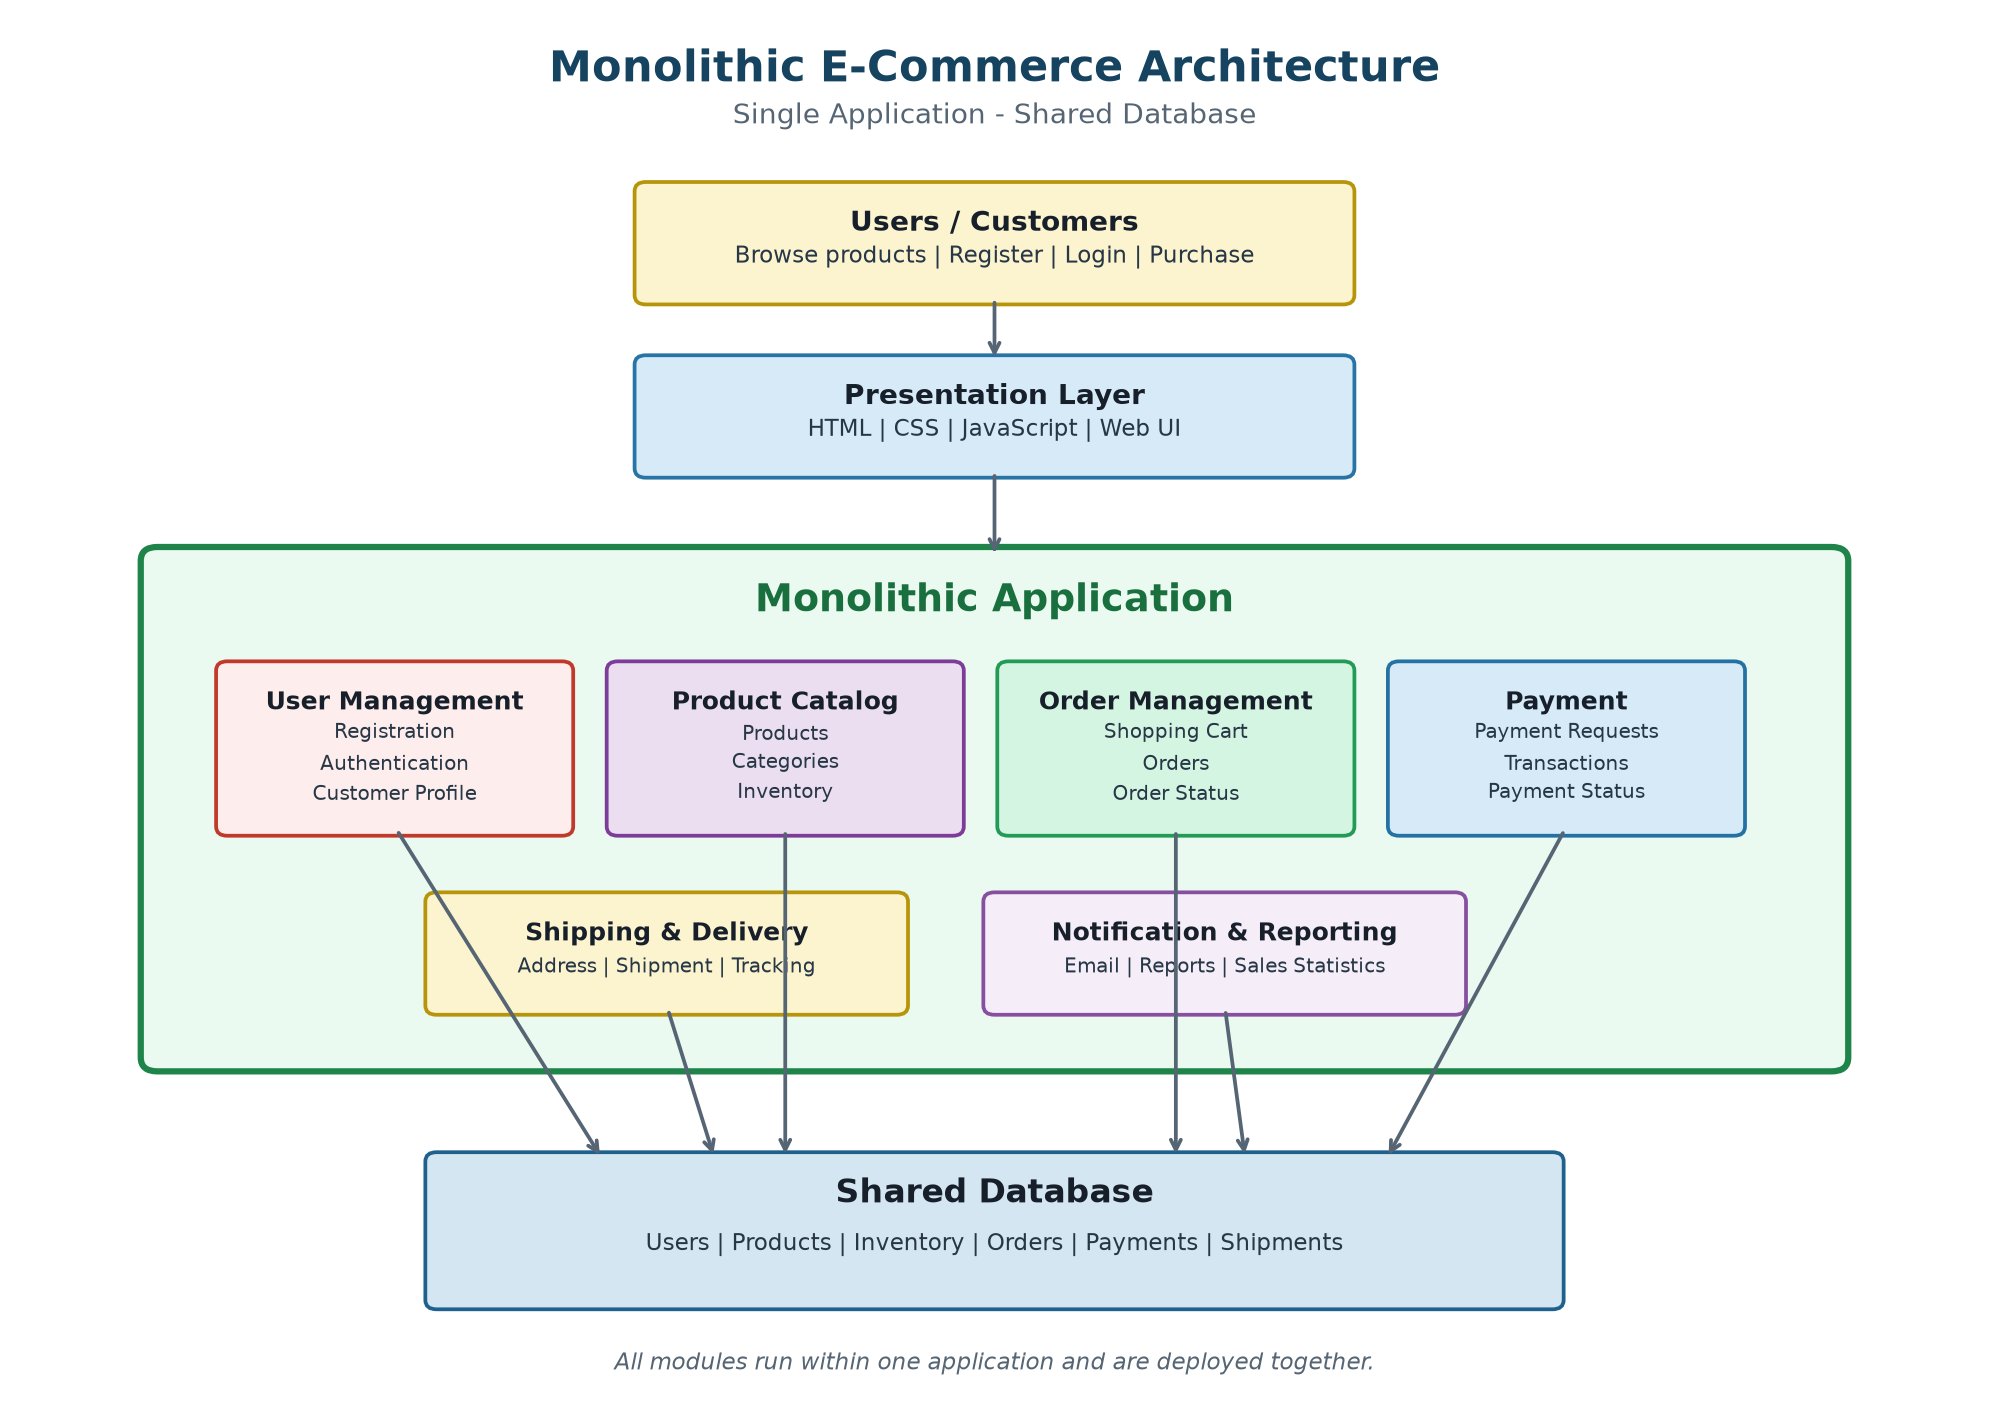 Monolithic E-Commerce Architecture
Single Application - Shared Database
Users / Customers
Browse products | Register | Login | Purchase
Presentation Layer
HTML | CSS | JavaScript | Web UI
Monolithic Application
User Management
Registration
Authentication
Customer Profile
Product Catalog
Products
Categories
Inventory
Order Management
Shopping Cart
Orders
Order Status
Payment
Payment Requests
Transactions
Payment Status
Shipping & Delivery
Address | Shipment | Tracking
Notification & Reporting
Email | Reports | Sales Statistics
Shared Database
Users | Products | Inventory | Orders | Payments | Shipments
All modules run within one application and are deployed together.